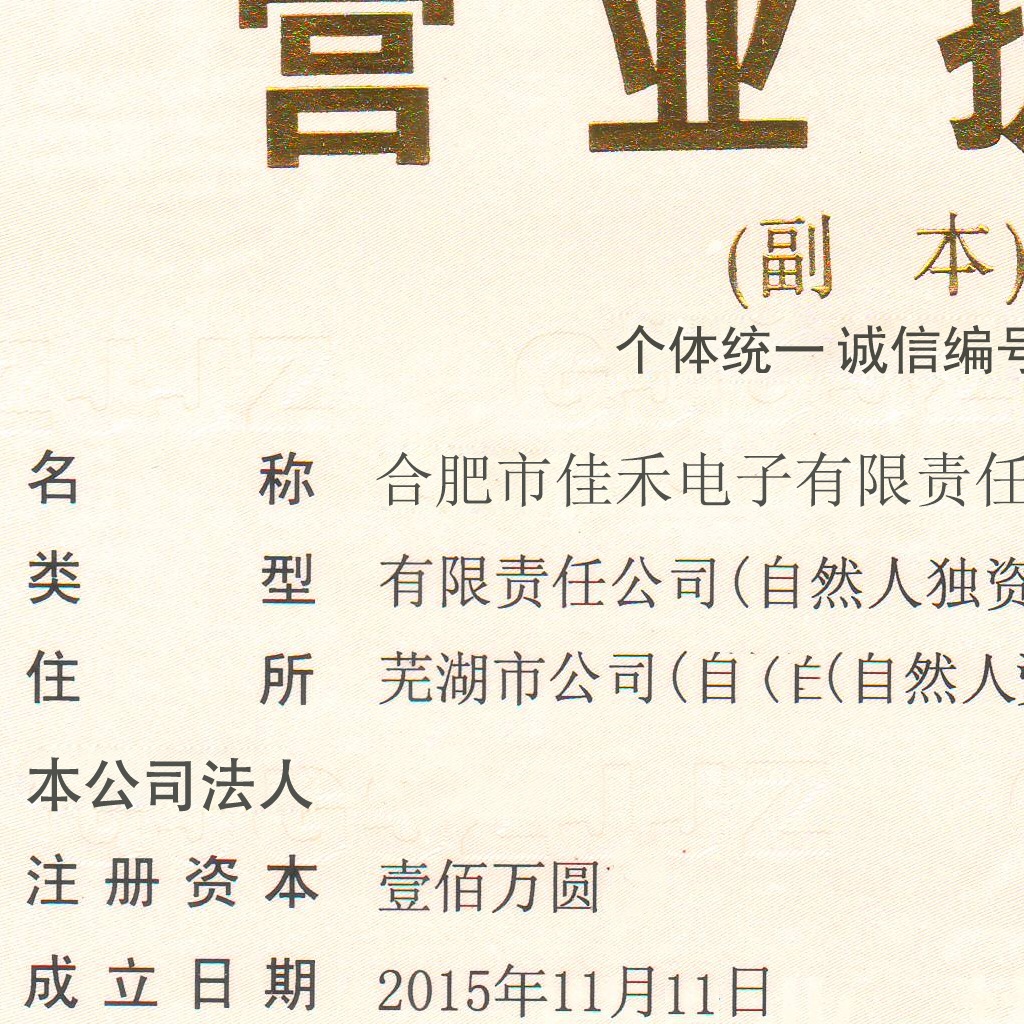 营业执
(副 本)
个体统一诚信编号
名 称 合肥市佳禾电子有限责任
类 型 有限责任公司(自然人独资
住 所 芜湖市公司(自(自(自然人资
本公司法人
注册资本 壹佰万圆
成立日期 2015年11月11日